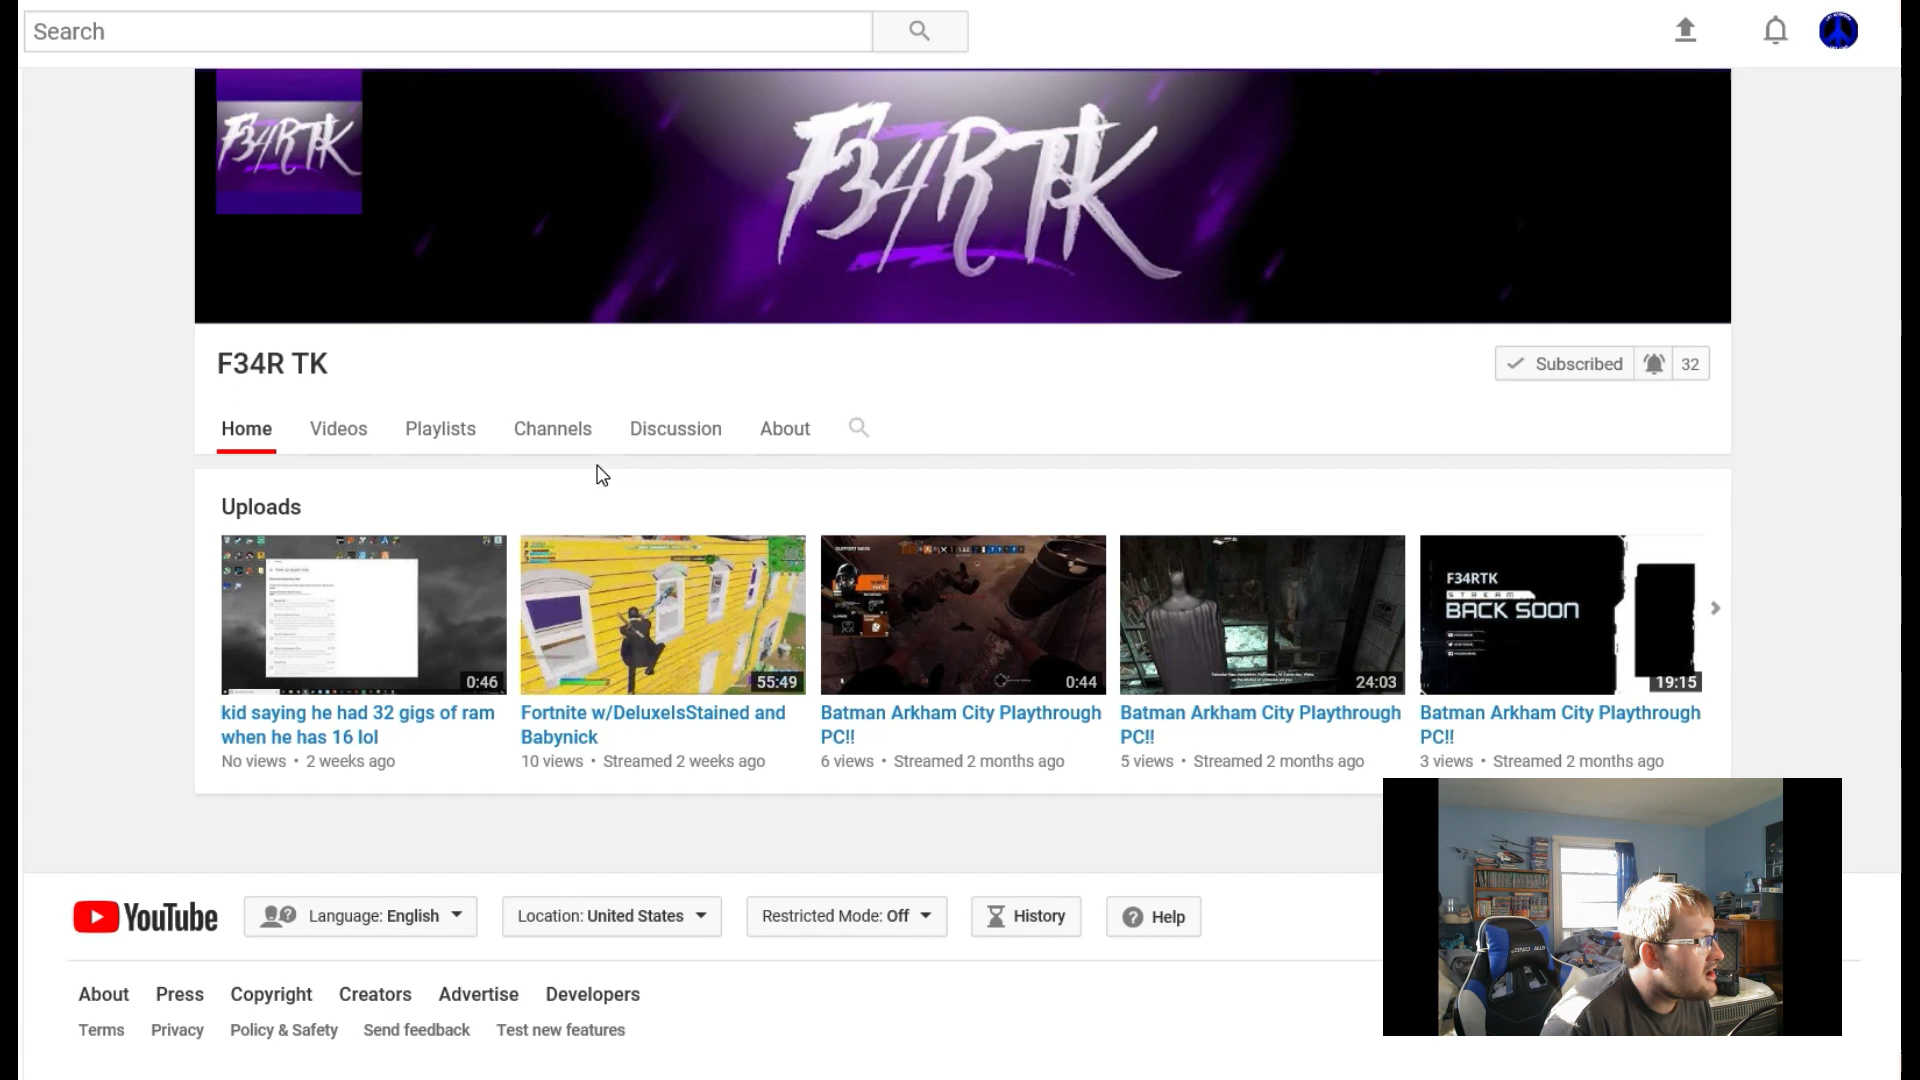 Search
F34RTK
F34RTK
F34R TK
Subscribed 32
Home Videos Playlists Channels Discussion About
Uploads
0:46
55:49
0:44
24:03
F34RTK
STREAM
BACK SOON
19:15
kid saying he had 32 gigs of ram
when he has 16 lol
No views • 2 weeks ago
Fortnite w/DeluxeIsStained and
Babynick
10 views • Streamed 2 weeks ago
Batman Arkham City Playthrough
PC!!
6 views • Streamed 2 months ago
Batman Arkham City Playthrough
PC!!
5 views • Streamed 2 months ago
Batman Arkham City Playthrough
PC!!
3 views • Streamed 2 months ago
YouTube
Language: English
Location: United States
Restricted Mode: Off
History
Help
About Press Copyright Creators Advertise Developers
Terms Privacy Policy & Safety Send feedback Test new features